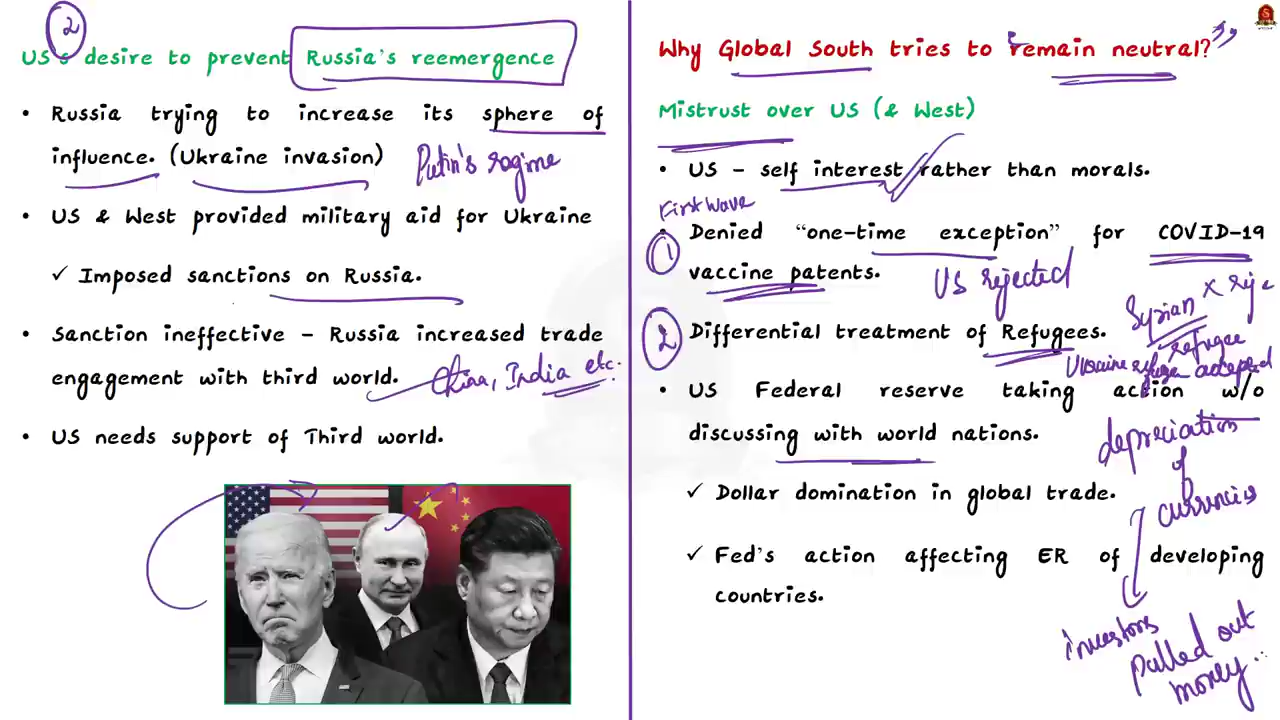 2
US's desire to prevent Russia's reemergence
• Russia trying to increase its sphere of
influence. (Ukraine invasion)
Putin's regime
• US & West provided military aid for Ukraine
✓ Imposed sanctions on Russia.
• Sanction ineffective – Russia increased trade
engagement with third world.
China, India etc.
• US needs support of Third world.
Why Global South tries to "remain neutral?"
Mistrust over US (& West)
• US – self interest rather than morals.
First wave
1
• Denied "one-time exception" for COVID-19
vaccine patents.
US rejected
2
Differential treatment of Refugees.
Syrian x reje
refugee
Ukraine refugee accepted
• US Federal reserve taking action w/o
discussing with world nations.
depreciation
of
currencies
✓ Dollar domination in global trade.
✓ Fed's action affecting ER of developing
countries.
investors
pulled out
money..